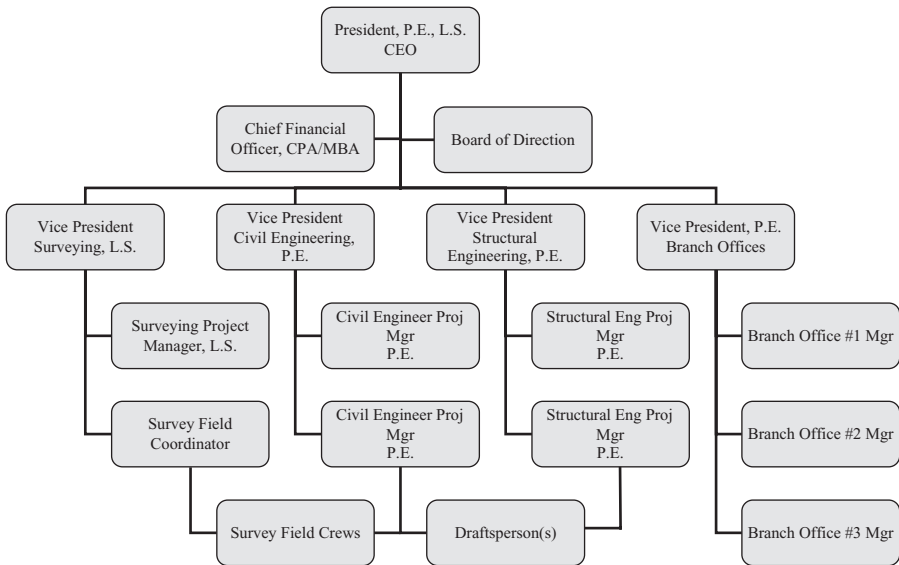 President, P.E., L.S.
CEO
Chief Financial
Officer, CPA/MBA
Board of Direction
Vice President
Surveying, L.S.
Vice President
Civil Engineering,
P.E.
Vice President
Structural
Engineering, P.E.
Vice President, P.E.
Branch Offices
Surveying Project
Manager, L.S.
Civil Engineer Proj
Mgr
P.E.
Structural Eng Proj
Mgr
P.E.
Branch Office #1 Mgr
Survey Field
Coordinator
Civil Engineer Proj
Mgr
P.E.
Structural Eng Proj
Mgr
P.E.
Branch Office #2 Mgr
Survey Field Crews
Draftsperson(s)
Branch Office #3 Mgr